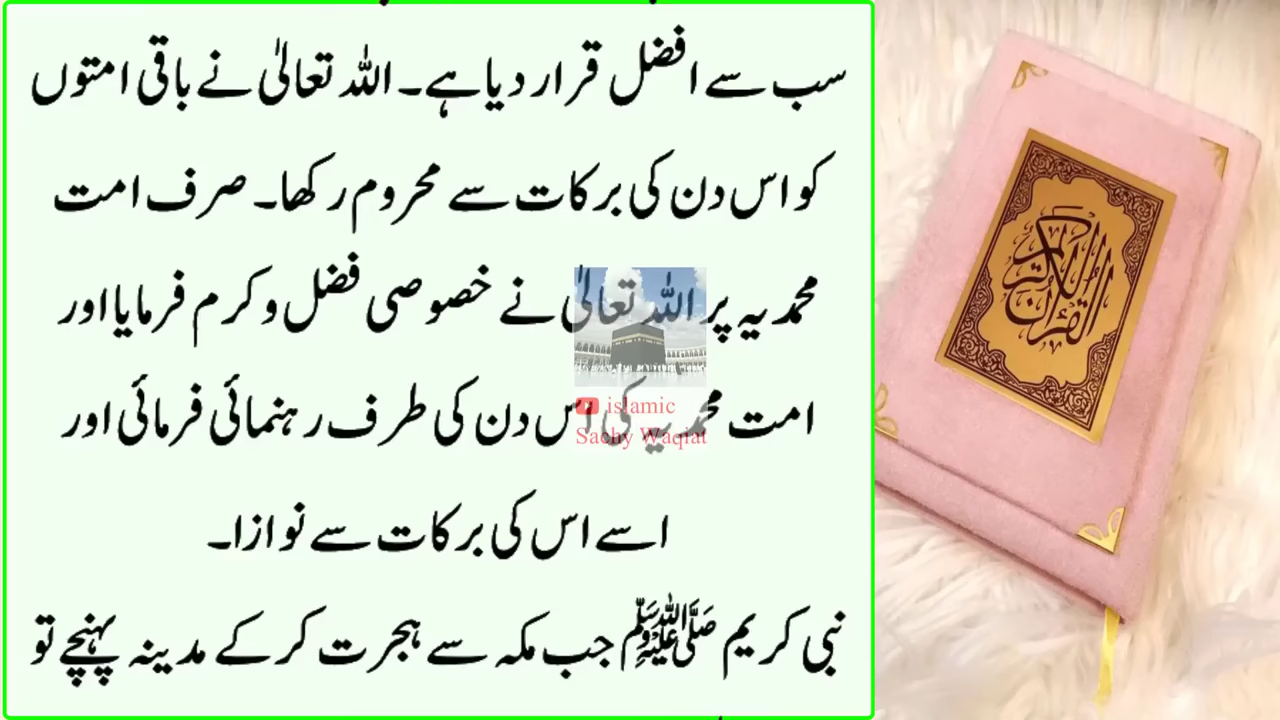 سب سے افضل قرار دیا ہے۔ اللہ تعالیٰ نے باقی امتوں
کو اس دن کی برکات سے محروم رکھا۔ صرف امت
محمدیہ پر اللہ تعالیٰ نے خصوصی فضل و کرم فرمایا اور
امت محمدیہ کی اس دن کی طرف رہنمائی فرمائی اور
اسے اس کی برکات سے نوازا۔
نبی کریم ﷺ جب مکہ سے ہجرت کر کے مدینہ پہنچے تو
islamic
Sachy Waqiat
القرآن الكريم